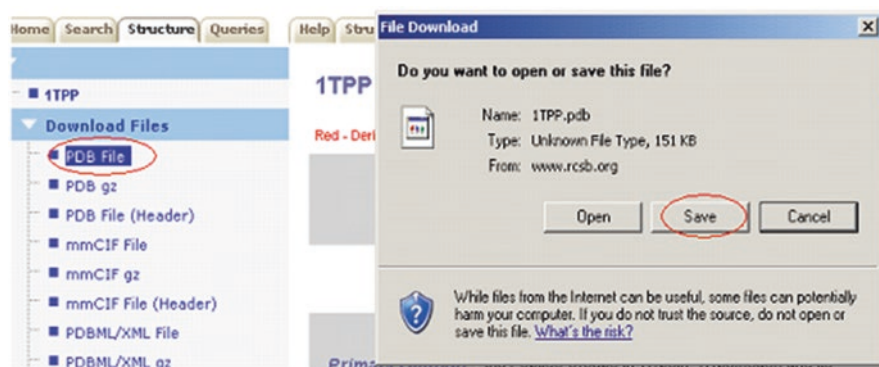 Home Search Structure Queries
1TPP
Download Files
PDB File
PDB gz
PDB File (Header)
mmCIF File
mmCIF gz
mmCIF File (Header)
PDBML/XML File
PDBML/XML gz
Help Stru
1TPP
Red - Deri
Prima
File Download
Do you want to open or save this file?
Name: 1TPP.pdb
Type: Unknown File Type, 151 KB
From: www.rcsb.org
Open Save Cancel
While files from the Internet can be useful, some files can potentially
harm your computer. If you do not trust the source, do not open or
save this file. What's the risk?